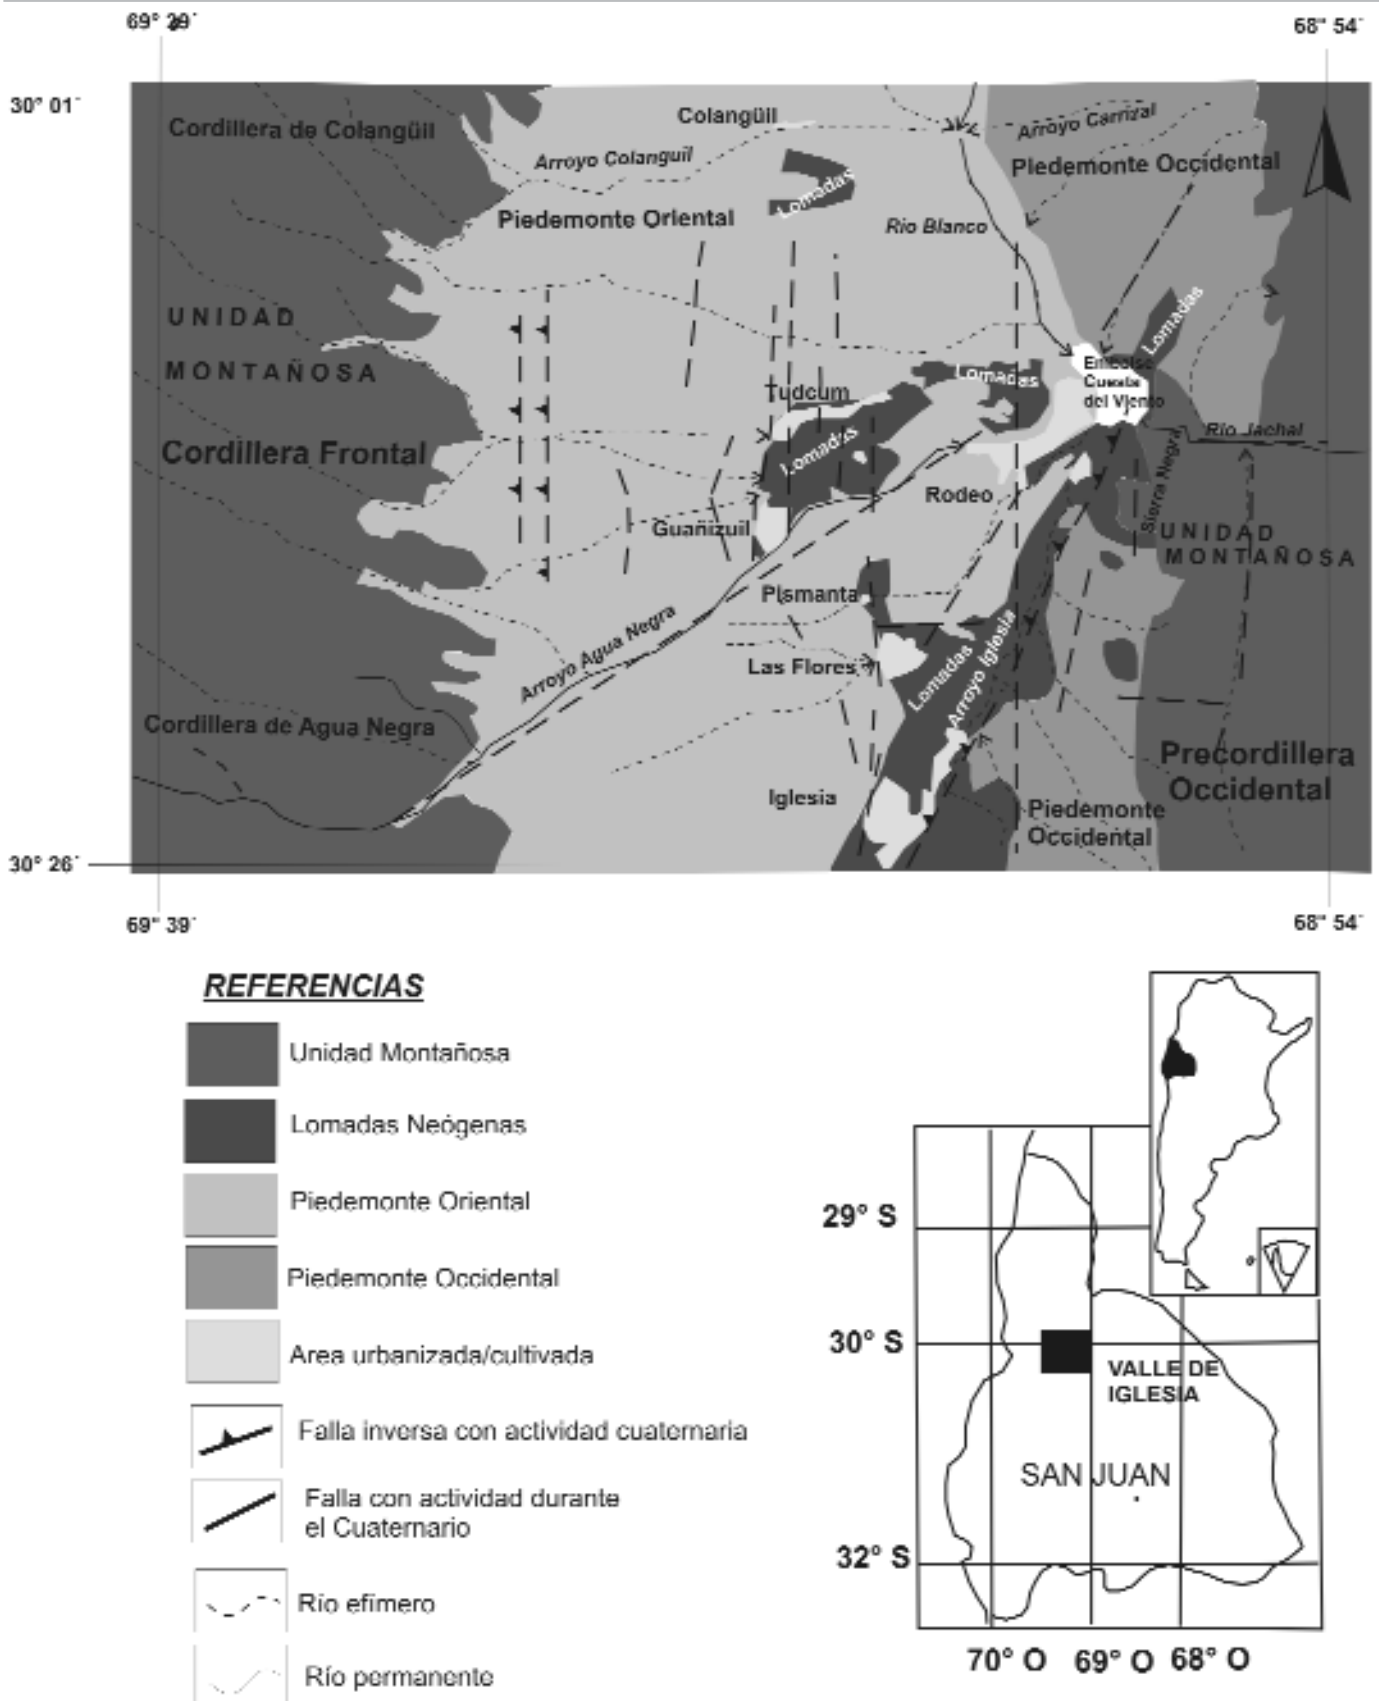 69° 39´
68° 54´
30° 01´
Cordillera de Colangüil
Colangüil
Arroyo Carrizal
Arroyo Colanguil
Piedemonte Occidental
Lomadas
Piedemonte Oriental
Rio Blanco
UNIDAD
MONTAÑOSA
Lomadas
Embalse
Cuesta
del Viento
Lomadas
Tudcum
Cordillera Frontal
Lomadas
Río Jachal
Rodeo
Sierra Negra
Guañizuil
UNIDAD
MONTAÑOSA
Pismanta
Arroyo Agua Negra
Las Flores
Lomadas
Arroyo Iglesia
Cordillera de Agua Negra
Precordillera
Occidental
Iglesia
Piedemonte
Occidental
30° 26´
69° 39´
68° 54´
REFERENCIAS
Unidad Montañosa
Lomadas Neógenas
Piedemonte Oriental
Piedemonte Occidental
Area urbanizada/cultivada
Falla inversa con actividad cuaternaria
Falla con actividad durante
el Cuaternario
Río efimero
Río permanente
29° S
30° S
VALLE DE
IGLESIA
SAN JUAN
32° S
70° O
69° O
68° O